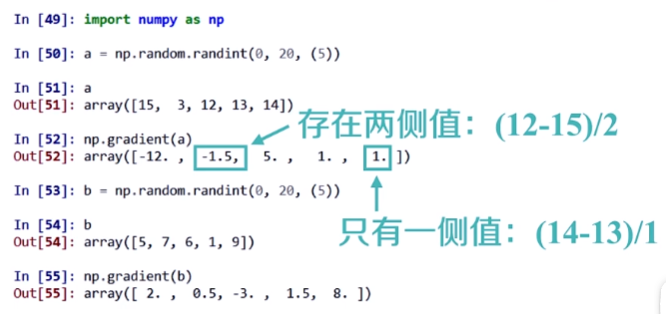 In [49]: import numpy as np
In [50]: a = np.random.randint(0, 20, (5))
In [51]: a
Out[51]: array([15, 3, 12, 13, 14])
存在两侧值：(12-15)/2
In [52]: np.gradient(a)
Out[52]: array([-12. , -1.5, 5. , 1. , 1. ])
In [53]: b = np.random.randint(0, 20, (5))
In [54]: b
Out[54]: array([5, 7, 6, 1, 9])
只有一侧值：(14-13)/1
In [55]: np.gradient(b)
Out[55]: array([ 2. , 0.5, -3. , 1.5, 8. ])